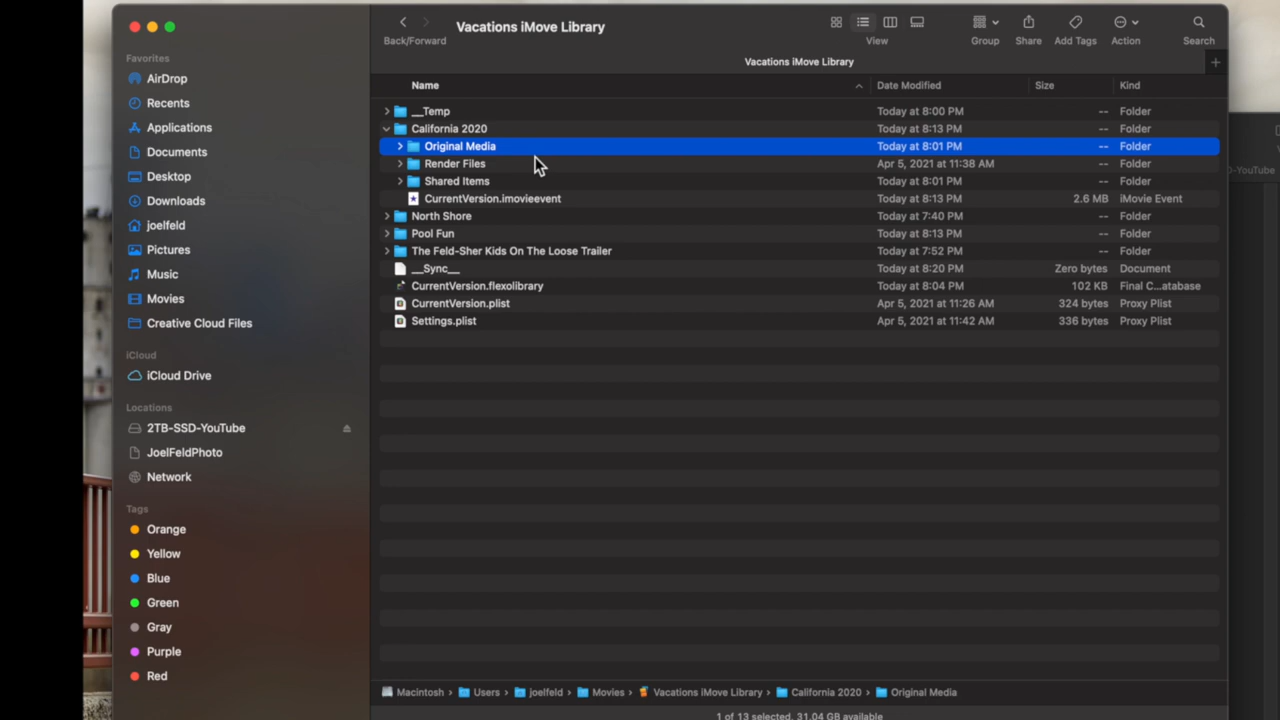 Vacations iMove Library
Back/Forward
View
Group
Share
Add Tags
Action
Search
Vacations iMove Library
Favorites
AirDrop
Recents
Applications
Documents
Desktop
Downloads
joelfeld
Pictures
Music
Movies
Creative Cloud Files
iCloud
iCloud Drive
Locations
2TB-SSD-YouTube
JoelFeldPhoto
Network
Tags
Orange
Yellow
Blue
Green
Gray
Purple
Red
Name Date Modified Size Kind
__Temp Today at 8:00 PM -- Folder
California 2020 Today at 8:13 PM -- Folder
Original Media Today at 8:01 PM -- Folder
Render Files Apr 5, 2021 at 11:38 AM -- Folder
Shared Items Today at 8:01 PM -- Folder
CurrentVersion.imovieevent Today at 8:13 PM 2.6 MB iMovie Event
North Shore Today at 7:40 PM -- Folder
Pool Fun Today at 8:13 PM -- Folder
The Feld-Sher Kids On The Loose Trailer Today at 7:52 PM -- Folder
__Sync__ Today at 8:20 PM Zero bytes Document
CurrentVersion.flexolibrary Today at 8:04 PM 102 KB Final C...atabase
CurrentVersion.plist Apr 5, 2021 at 11:26 AM 324 bytes Proxy Plist
Settings.plist Apr 5, 2021 at 11:42 AM 336 bytes Proxy Plist
Macintosh › Users › joelfeld › Movies › Vacations iMove Library › California 2020 › Original Media
1 of 13 selected, 31.04 GB available
-YouTube